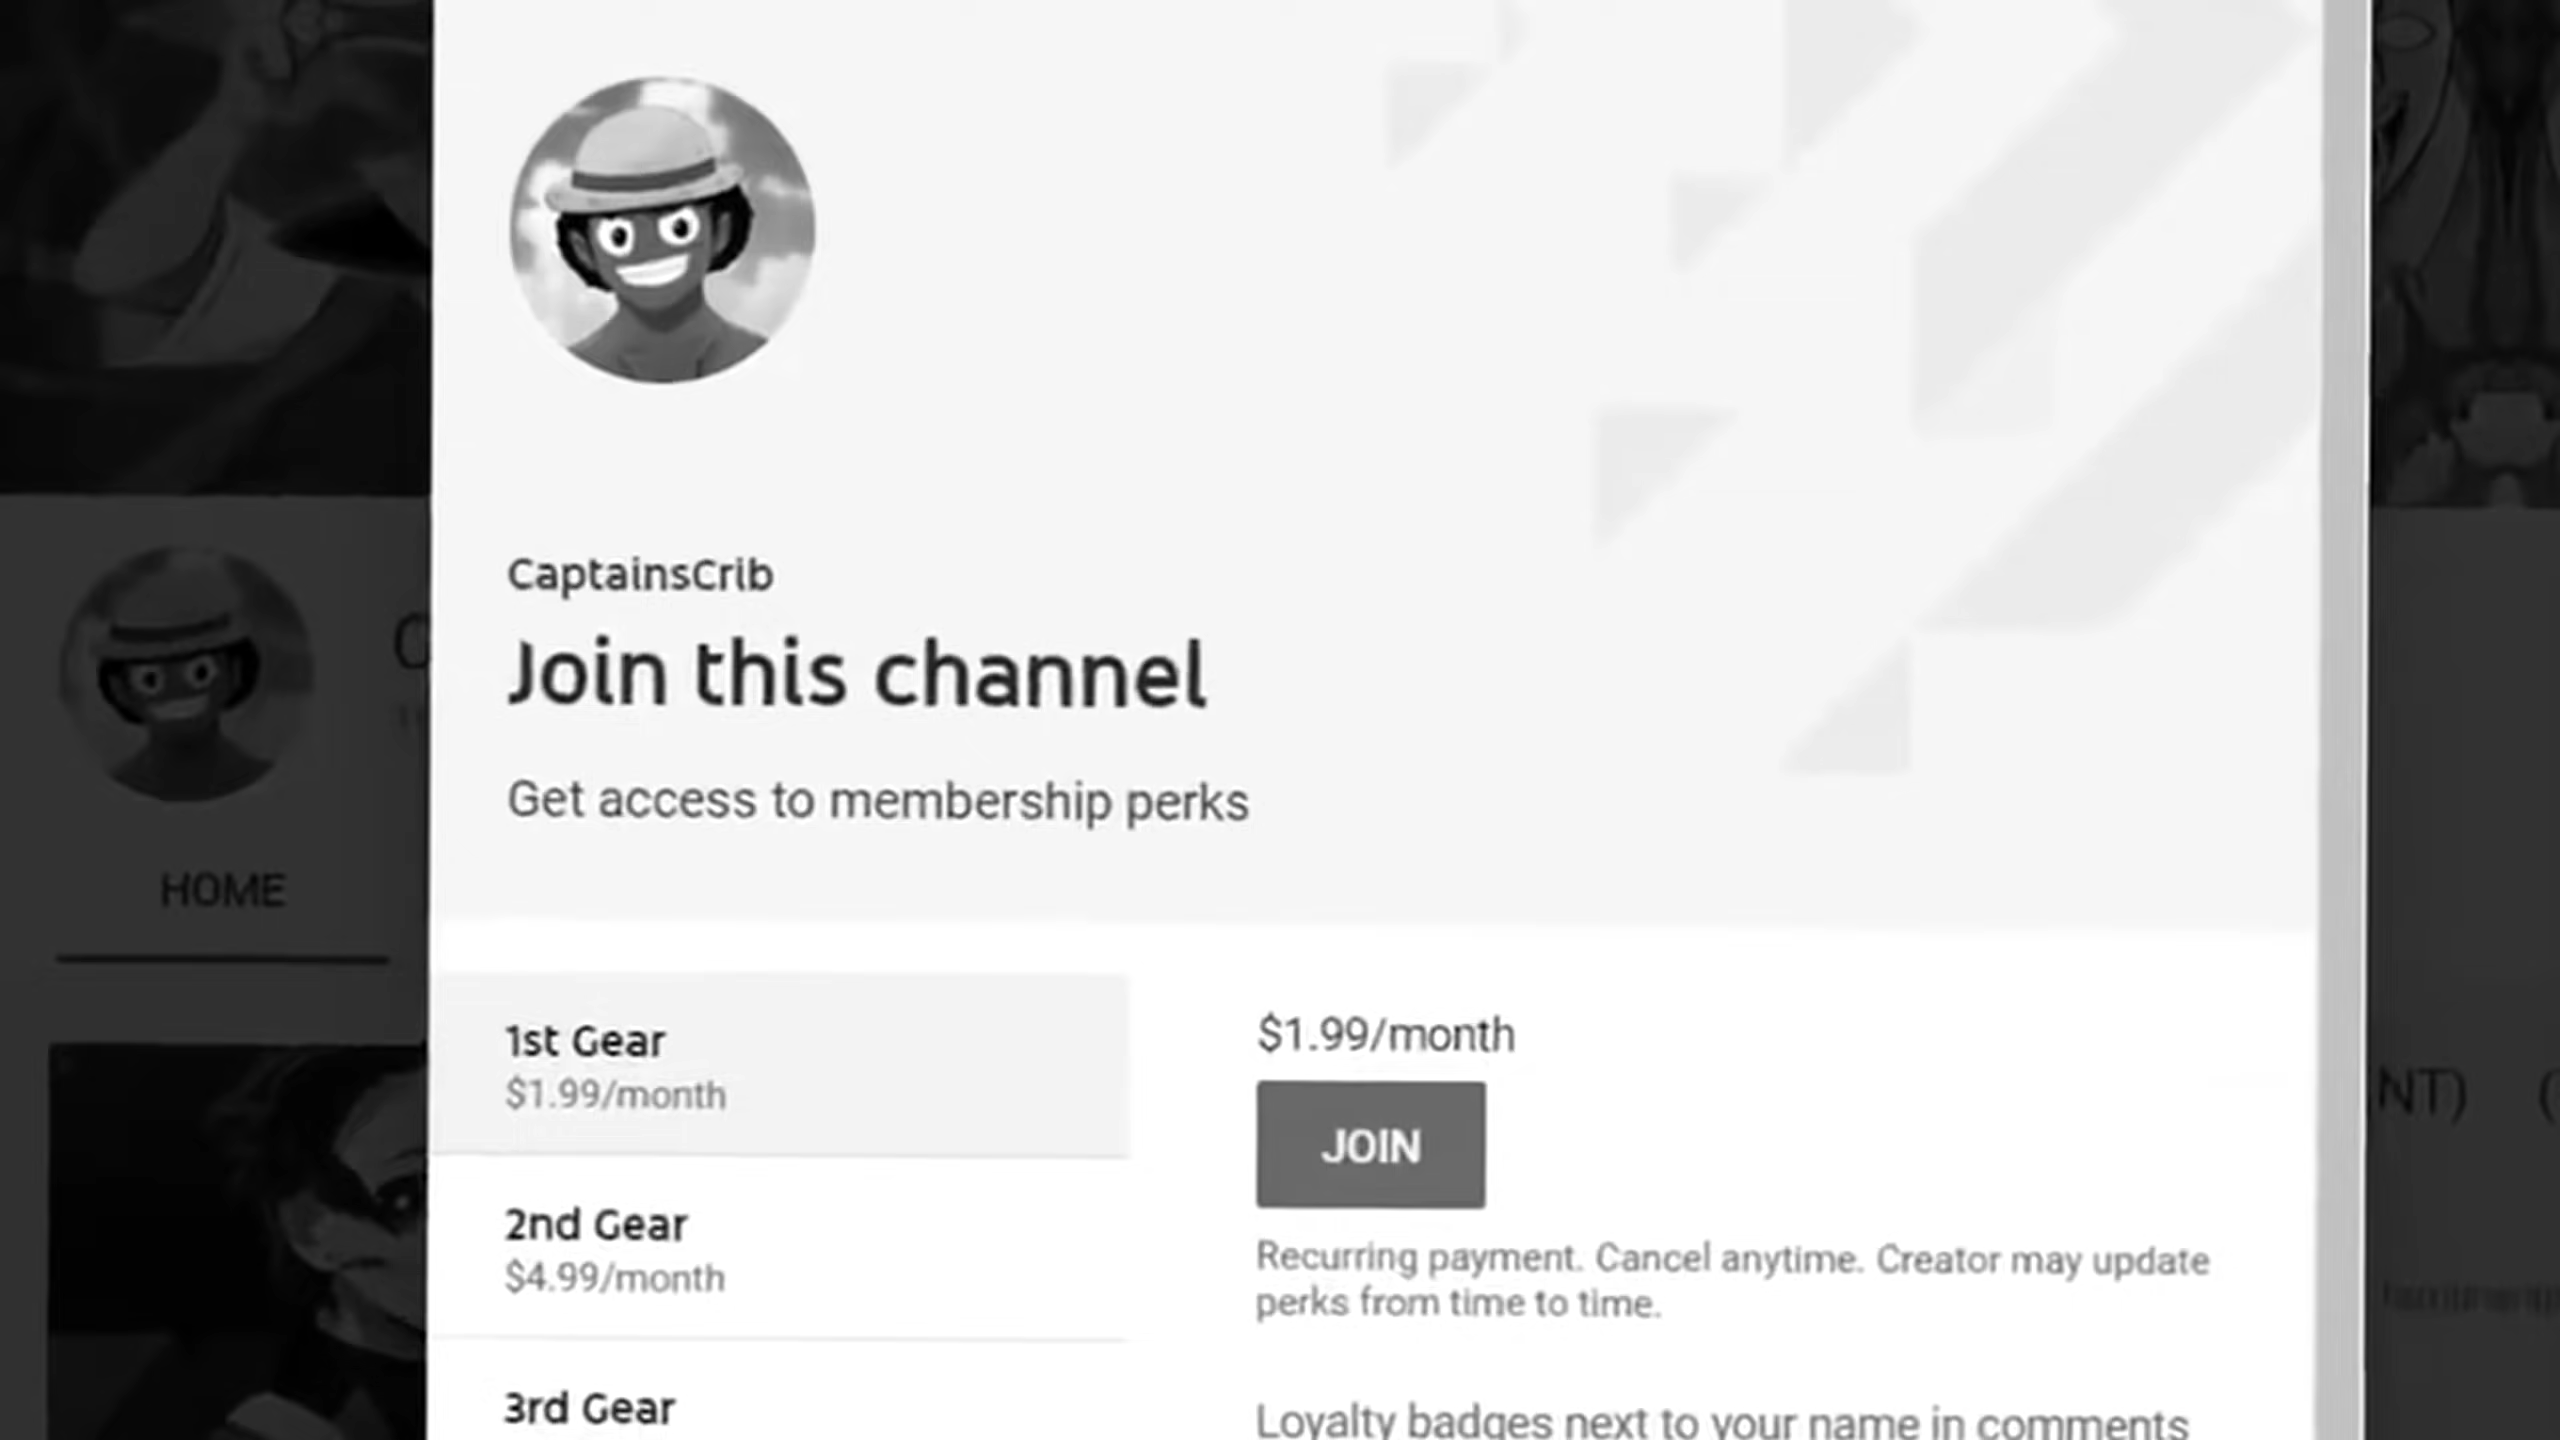 CaptainsCrib
Join this channel
Get access to membership perks
HOME
1st Gear
$1.99/month
2nd Gear
$4.99/month
3rd Gear
$1.99/month
JOIN
Recurring payment. Cancel anytime. Creator may update
perks from time to time.
Loyalty badges next to your name in comments
NT)